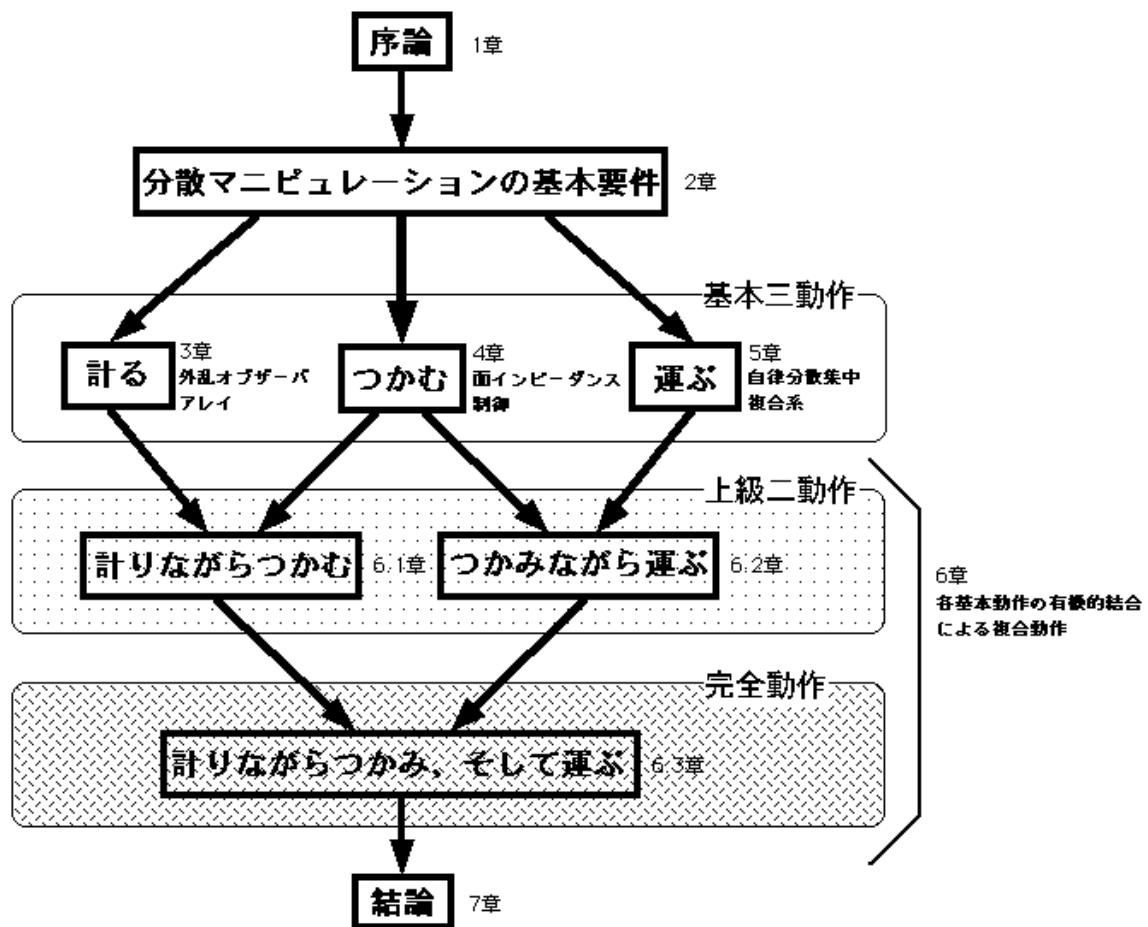 序論
1章
分散マニピュレーションの基本要件
2章
基本三動作
計る
3章
外乱オブザーバ
アレイ
つかむ
4章
面インピーダンス
制御
運ぶ
5章
自律分散集中
複合系
上級二動作
計りながらつかむ
6.1章
つかみながら運ぶ
6.2章
6章
各基本動作の有機的結合
による複合動作
完全動作
計りながらつかみ、そして運ぶ
6.3章
結論
7章